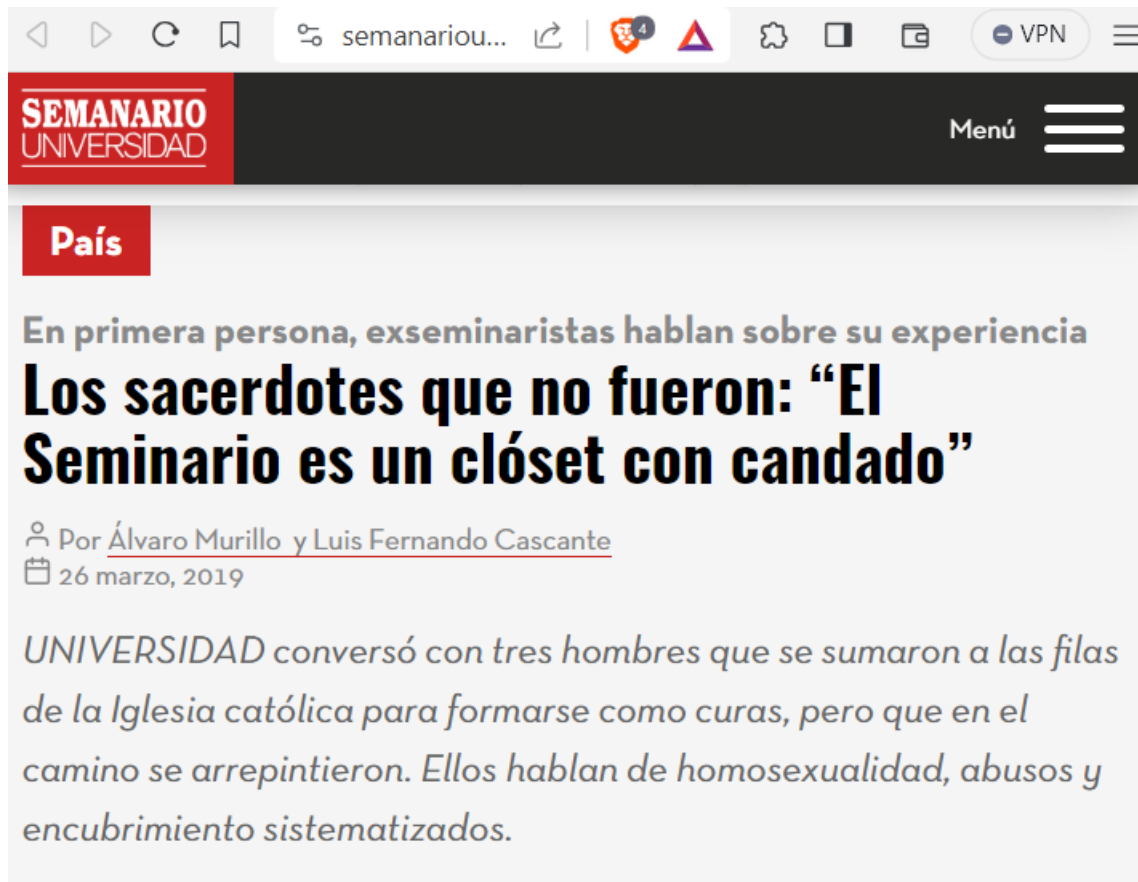 semanariou...
4
VPN
SEMANARIO
UNIVERSIDAD
Menú
País
En primera persona, exseminaristas hablan sobre su experiencia
Los sacerdotes que no fueron: “El
Seminario es un clóset con candado”
Por Álvaro Murillo y Luis Fernando Cascante
26 marzo, 2019
UNIVERSIDAD conversó con tres hombres que se sumaron a las filas
de la Iglesia católica para formarse como curas, pero que en el
camino se arrepintieron. Ellos hablan de homosexualidad, abusos y
encubrimiento sistematizados.